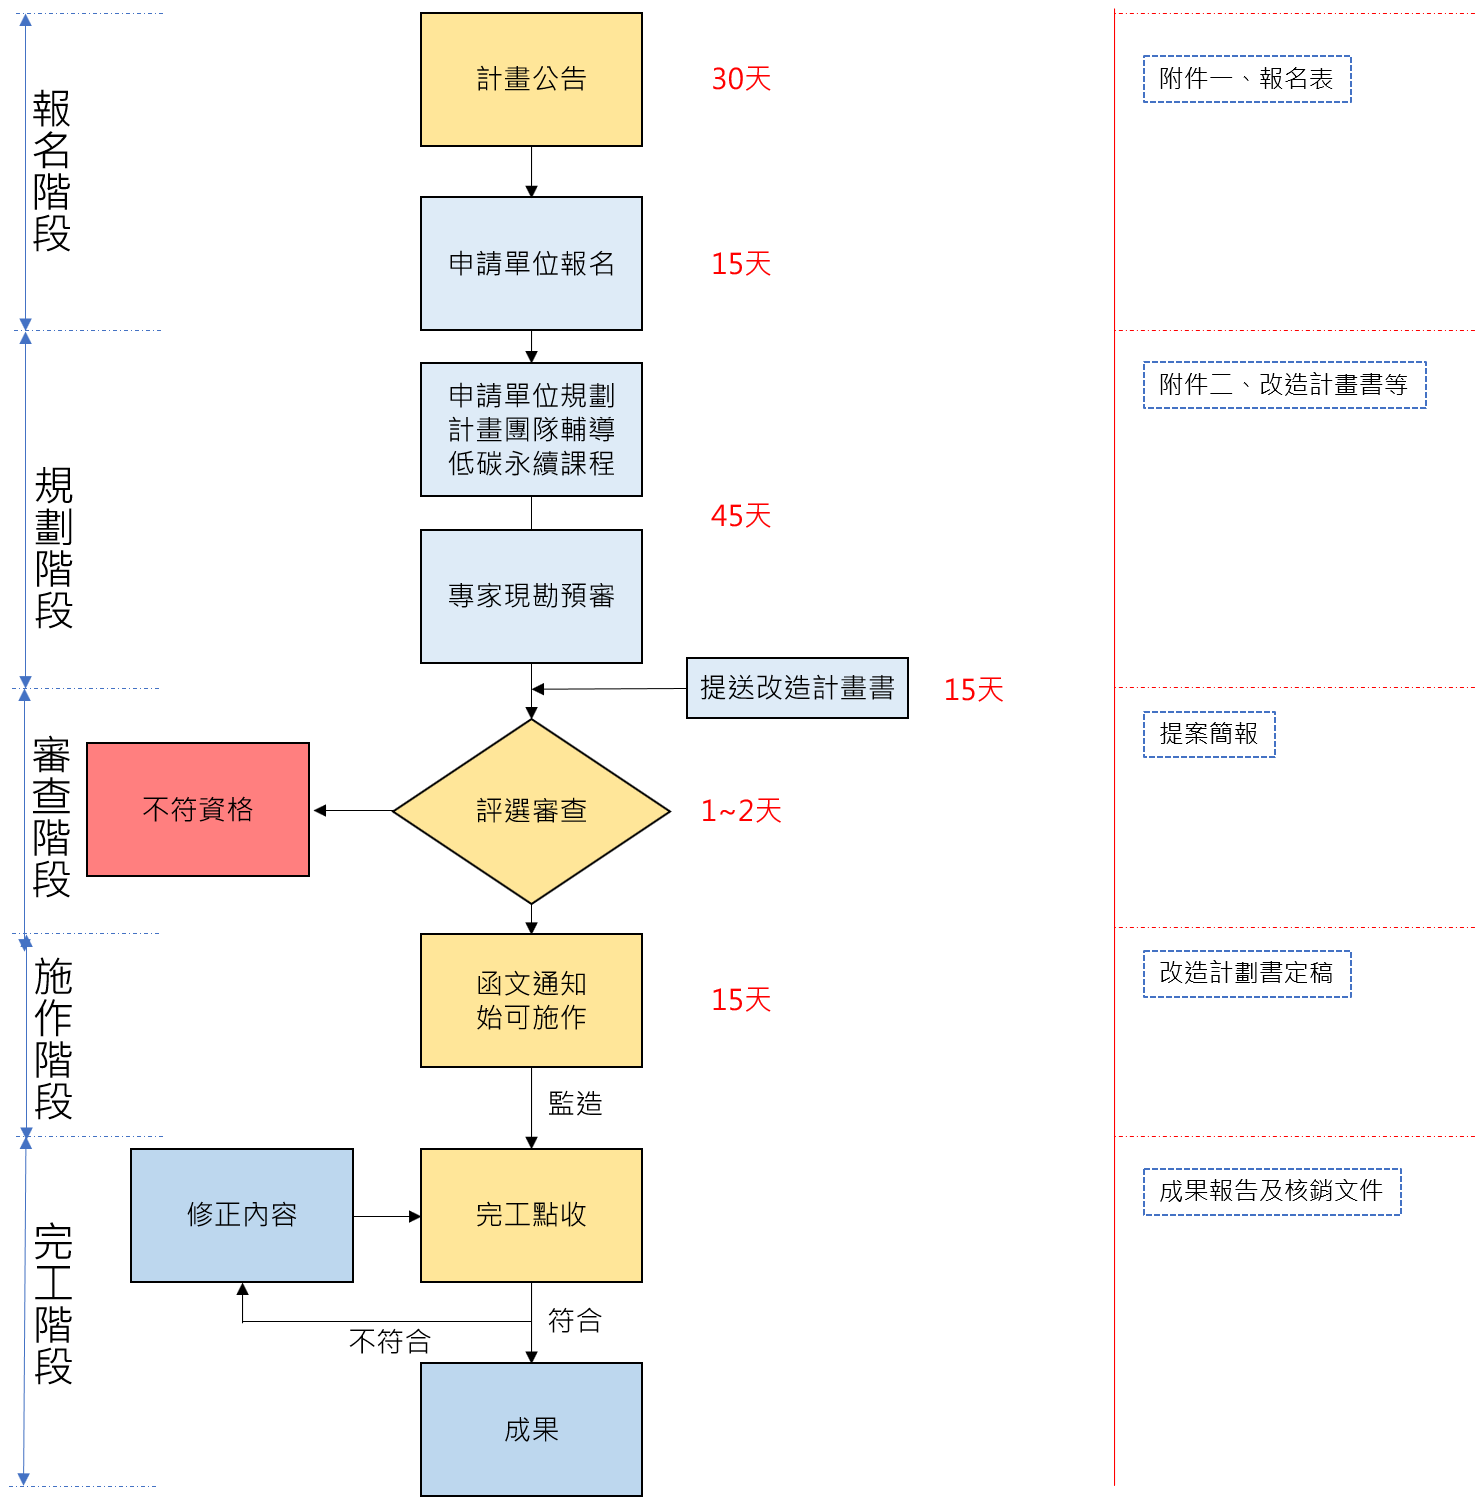 報名階段
計畫公告
30天
附件一、報名表
申請單位報名
15天
規劃階段
申請單位規劃
計畫團隊輔導
低碳永續課程
附件二、改造計畫書等
45天
專家現勘預審
提送改造計畫書
15天
審查階段
提案簡報
不符資格
評選審查
1~2天
施作階段
函文通知
始可施作
15天
改造計劃書定稿
監造
完工階段
修正內容
完工點收
成果報告及核銷文件
符合
不符合
成果